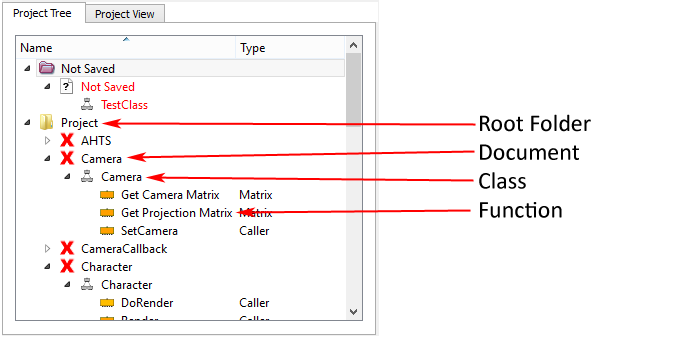 Project Tree Project View
Name Type
Not Saved
? Not Saved
TestClass
Project Root Folder
AHTS
Camera Document
Camera Class
Get Camera Matrix Matrix
Get Projection Matrix Matrix Function
SetCamera Caller
CameraCallback
Character
Character
DoRender Caller
Render Caller